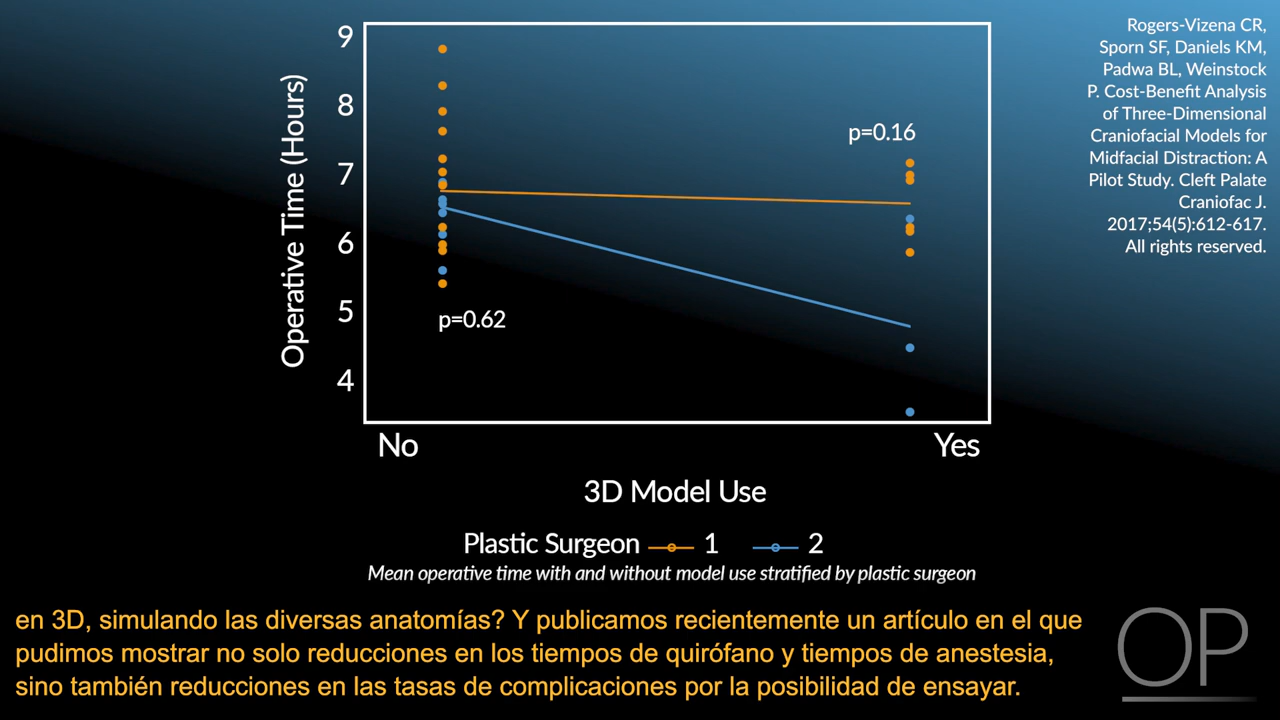 Rogers-Vizena CR,
Sporn SF, Daniels KM,
Padwa BL, Weinstock
P. Cost-Benefit Analysis
of Three-Dimensional
Craniofacial Models for
Midfacial Distraction: A
Pilot Study. Cleft Palate
Craniofac J.
2017;54(5):612-617.
All rights reserved.
Operative Time (Hours)
9
8
7
6
5
4
p=0.16
p=0.62
No
Yes
3D Model Use
Plastic Surgeon 1 2
Mean operative time with and without model use stratified by plastic surgeon
en 3D, simulando las diversas anatomías? Y publicamos recientemente un artículo en el que
pudimos mostrar no solo reducciones en los tiempos de quirófano y tiempos de anestesia,
sino también reducciones en las tasas de complicaciones por la posibilidad de ensayar.
OP